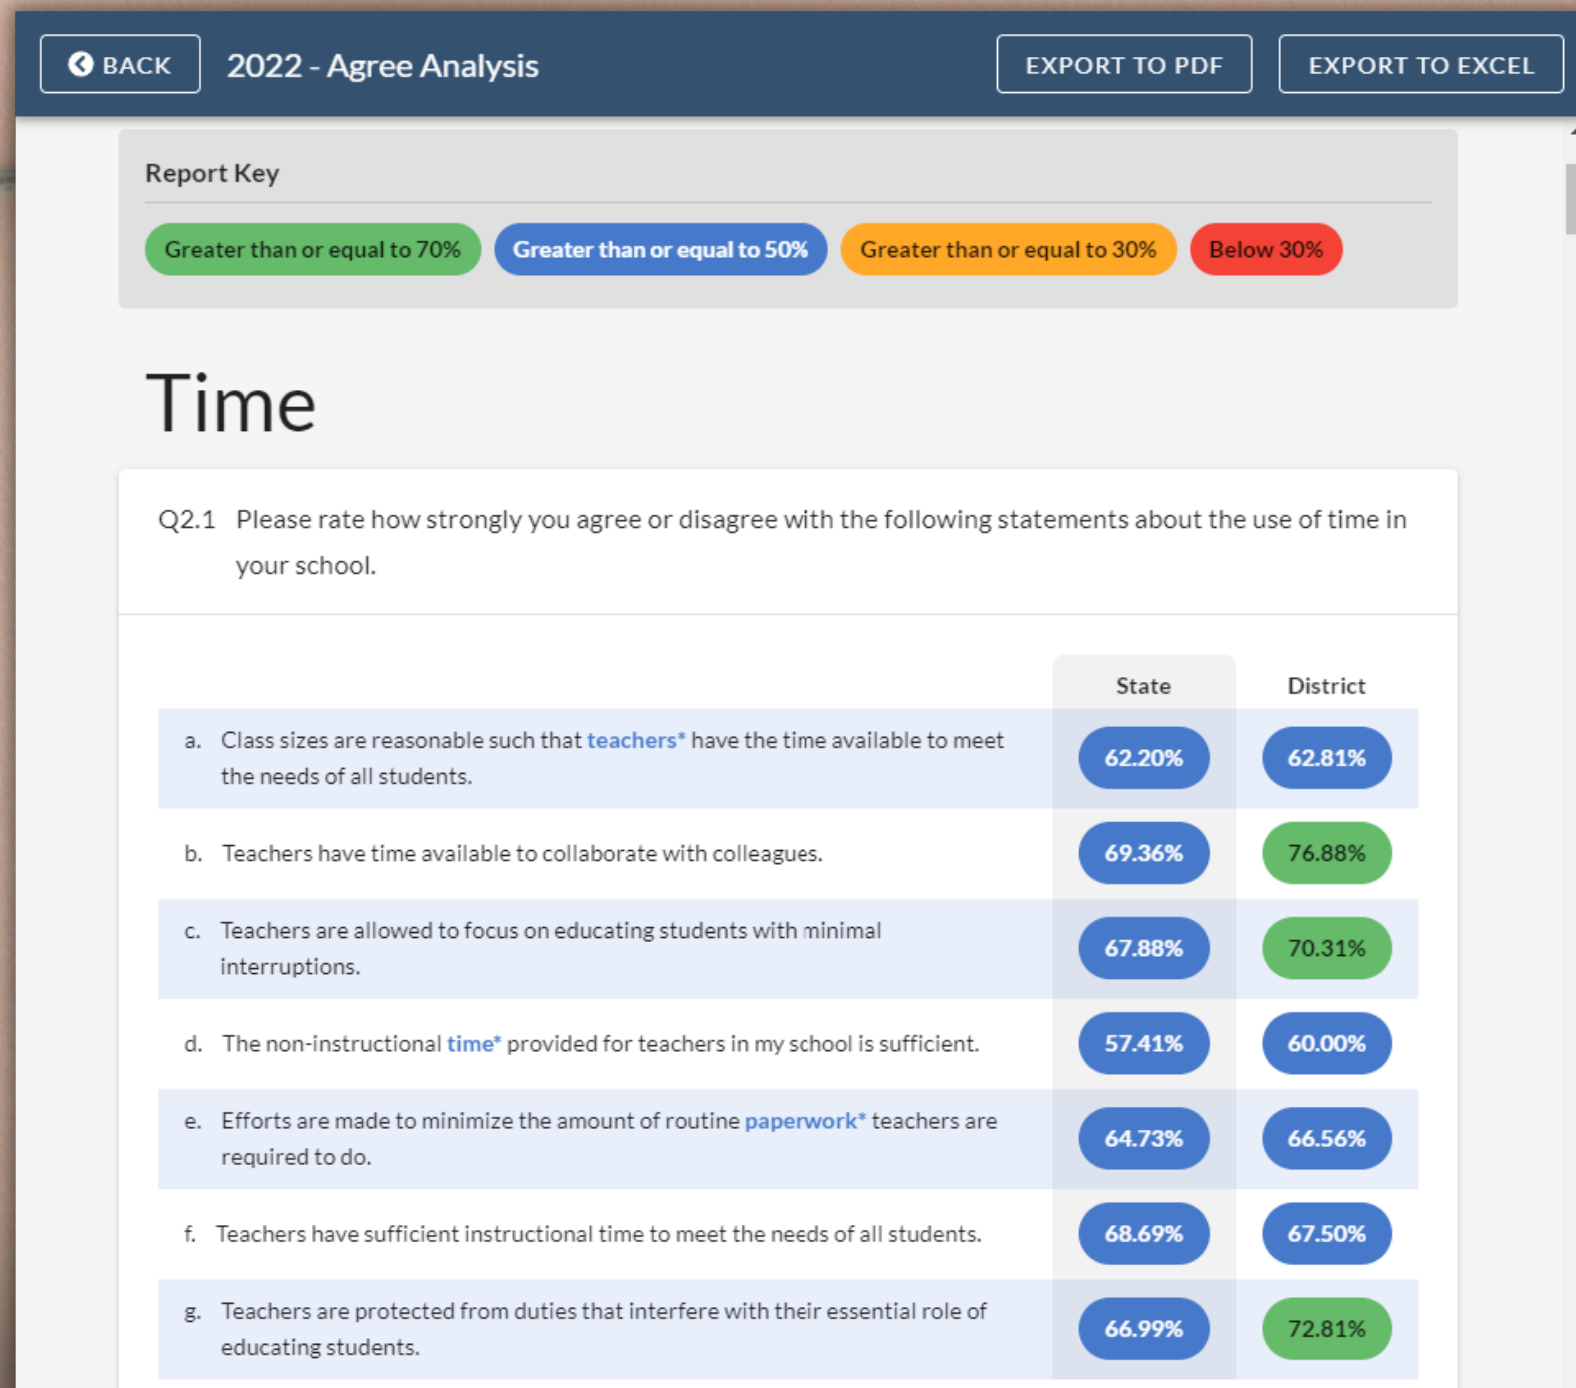 BACK 2022 - Agree Analysis EXPORT TO PDF EXPORT TO EXCEL
Report Key
Greater than or equal to 70% Greater than or equal to 50% Greater than or equal to 30% Below 30%
Time
Q2.1 Please rate how strongly you agree or disagree with the following statements about the use of time in
your school.
State District
a. Class sizes are reasonable such that teachers* have the time available to meet
the needs of all students.
62.20% 62.81%
b. Teachers have time available to collaborate with colleagues. 69.36% 76.88%
c. Teachers are allowed to focus on educating students with minimal
interruptions.
67.88% 70.31%
d. The non-instructional time* provided for teachers in my school is sufficient. 57.41% 60.00%
e. Efforts are made to minimize the amount of routine paperwork* teachers are
required to do.
64.73% 66.56%
f. Teachers have sufficient instructional time to meet the needs of all students. 68.69% 67.50%
g. Teachers are protected from duties that interfere with their essential role of
educating students.
66.99% 72.81%